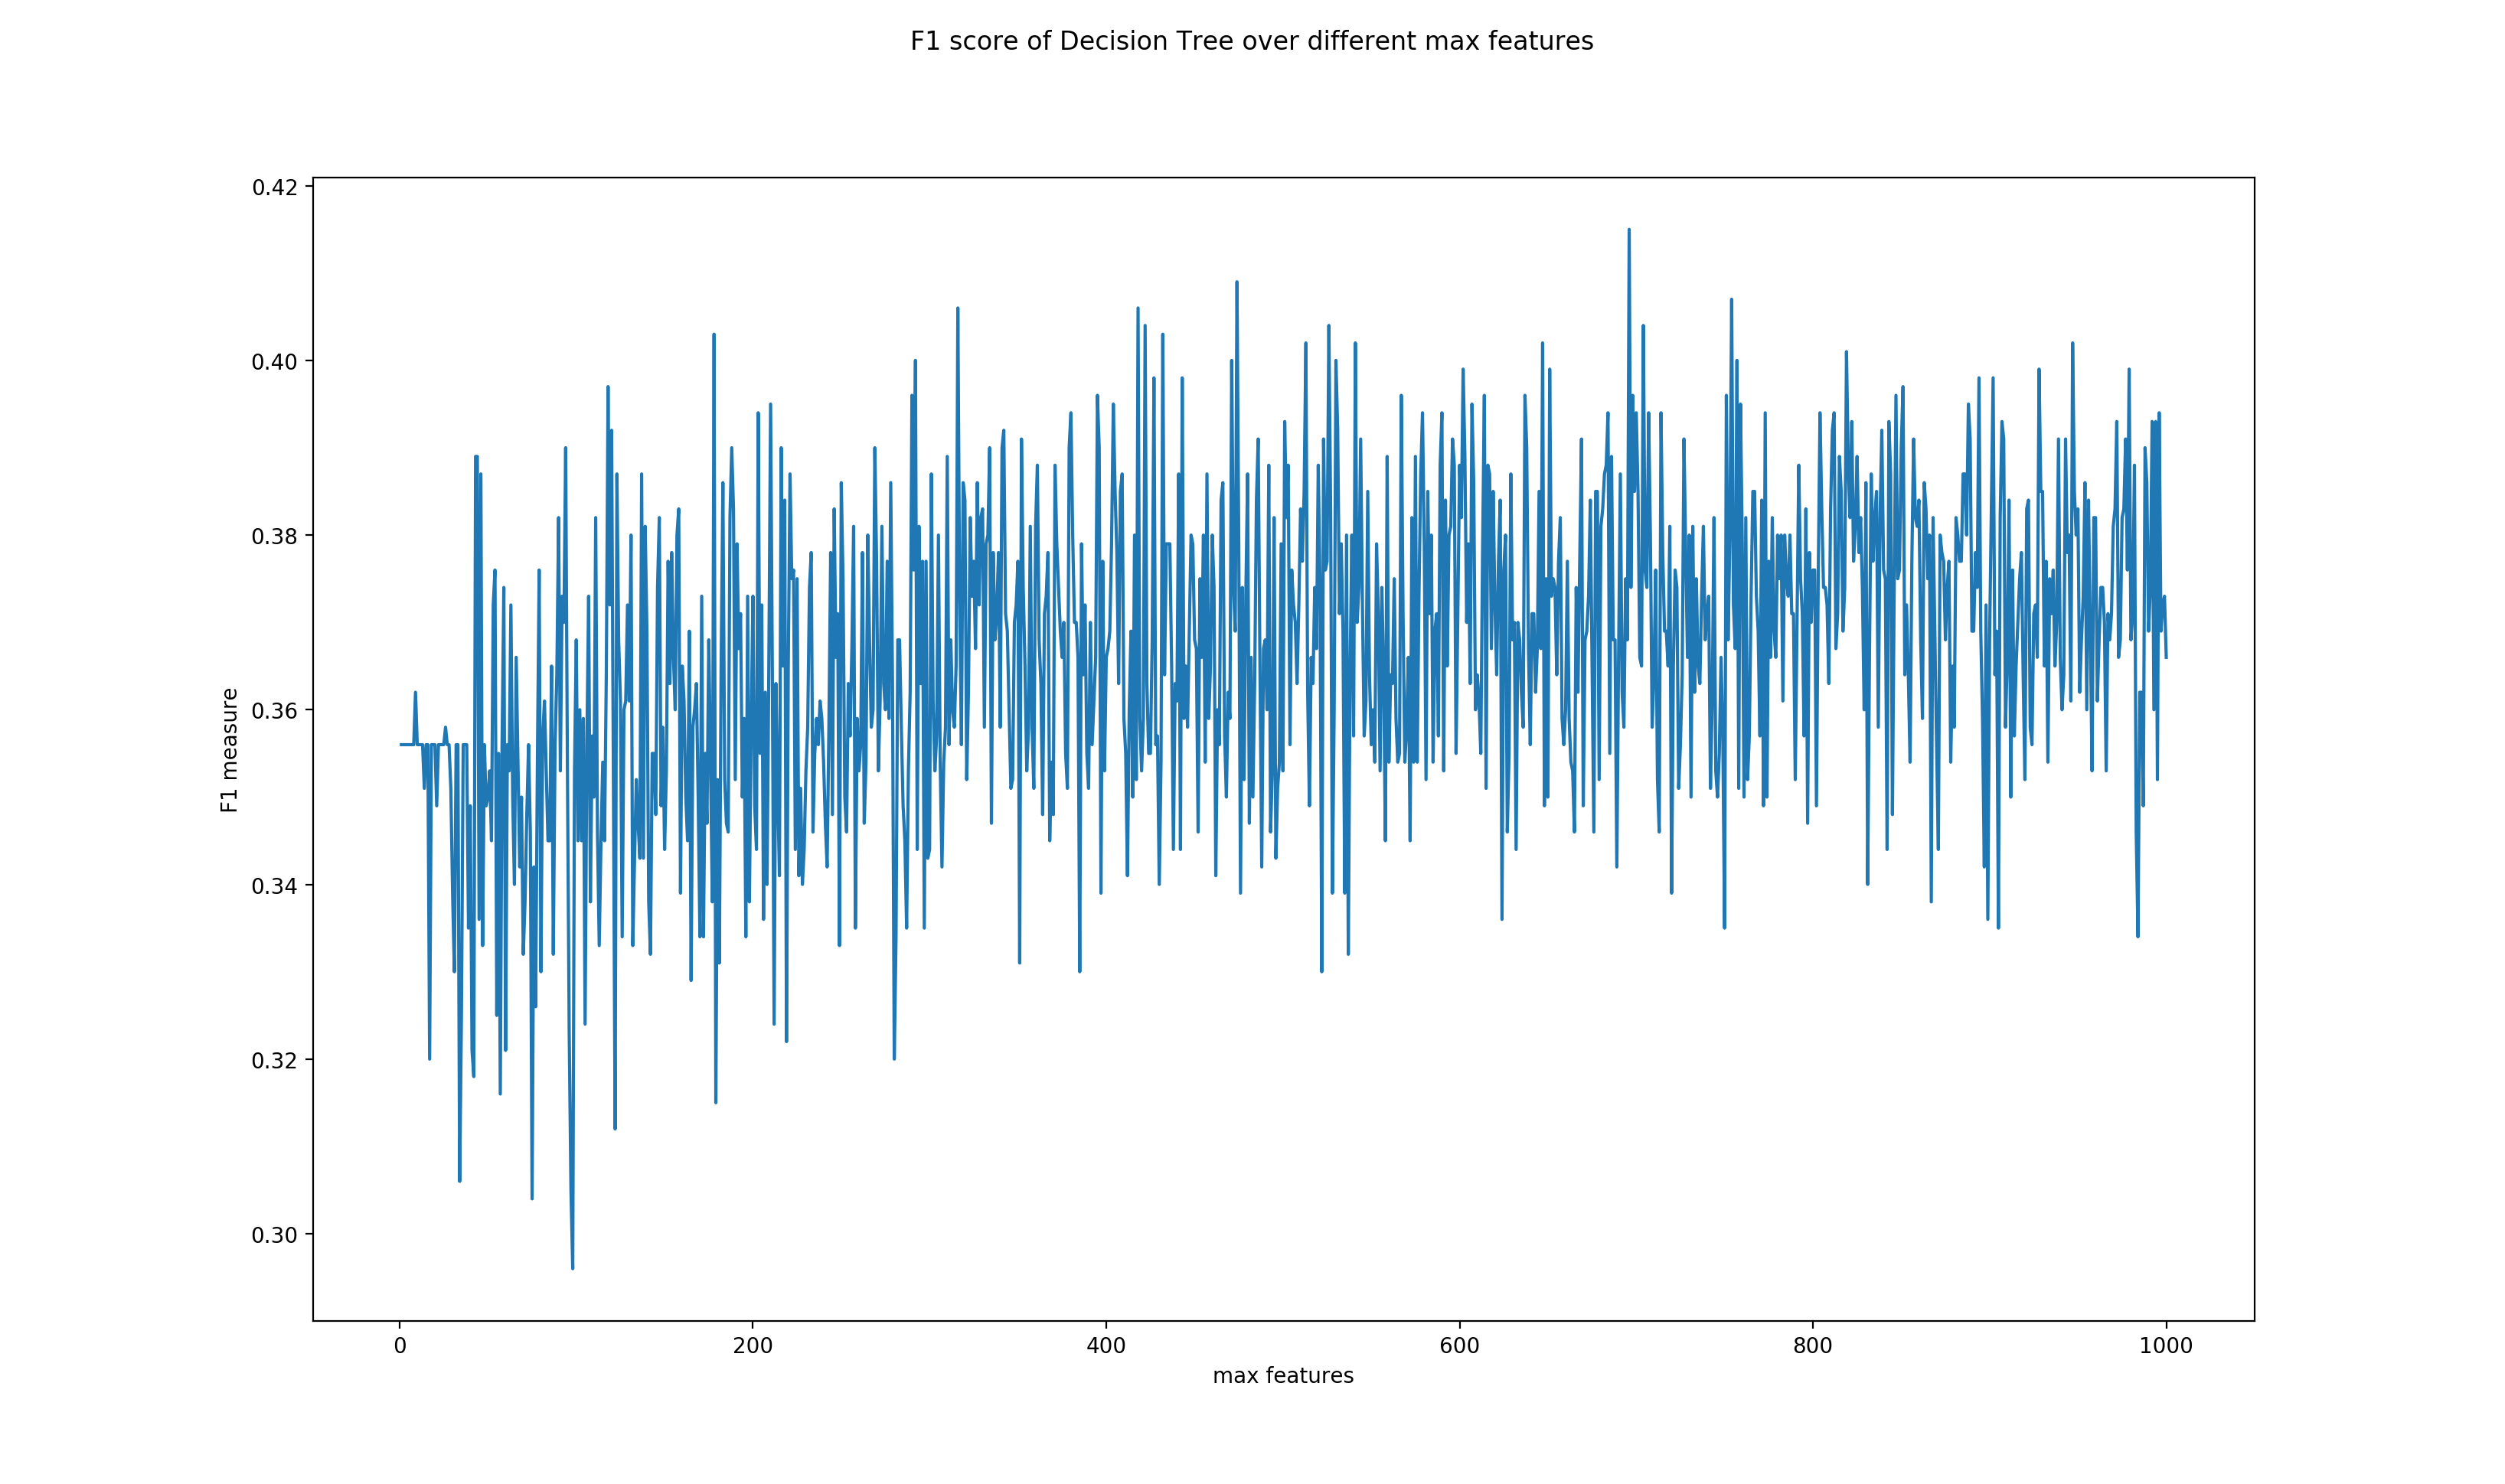 F1 score of Decision Tree over different max features
0.42
0.40
0.38
0.36
0.34
0.32
0.30
F1 measure
0 200 400 600 800 1000
max features